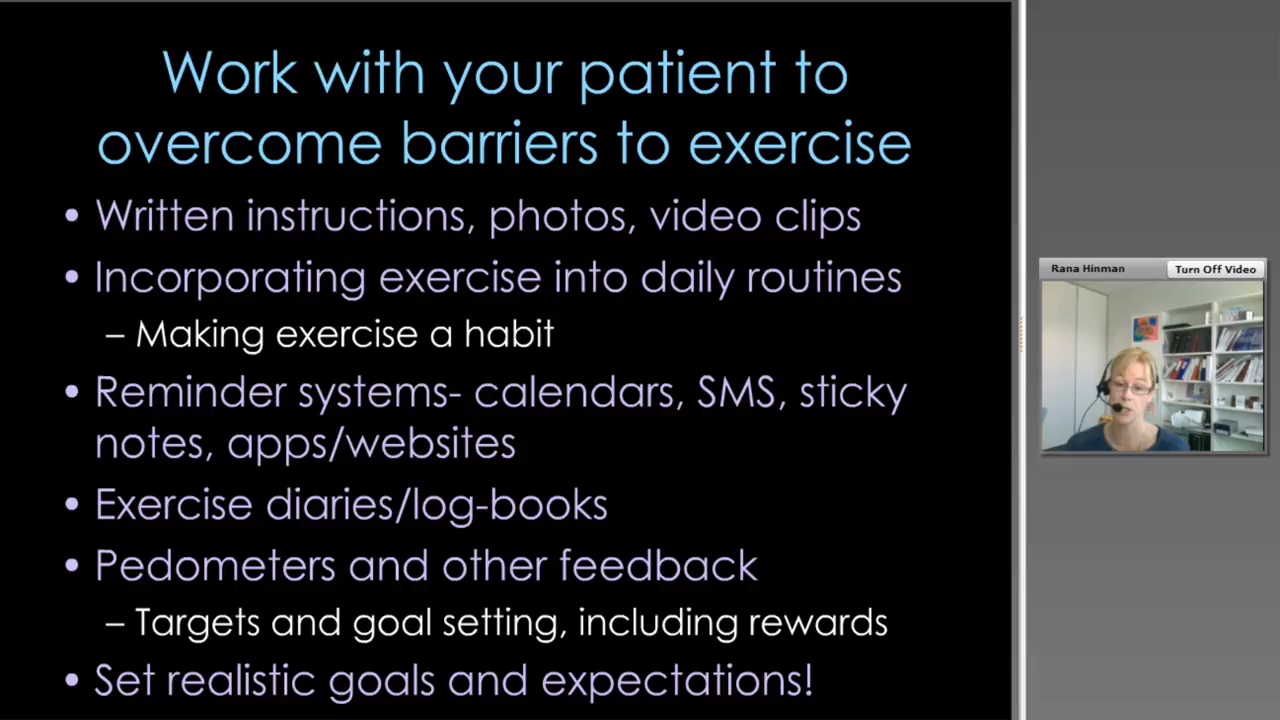 Work with your patient to
overcome barriers to exercise
• Written instructions, photos, video clips
• Incorporating exercise into daily routines
– Making exercise a habit
• Reminder systems- calendars, SMS, sticky
notes, apps/websites
• Exercise diaries/log-books
• Pedometers and other feedback
– Targets and goal setting, including rewards
• Set realistic goals and expectations!
Rana Hinman
Turn Off Video